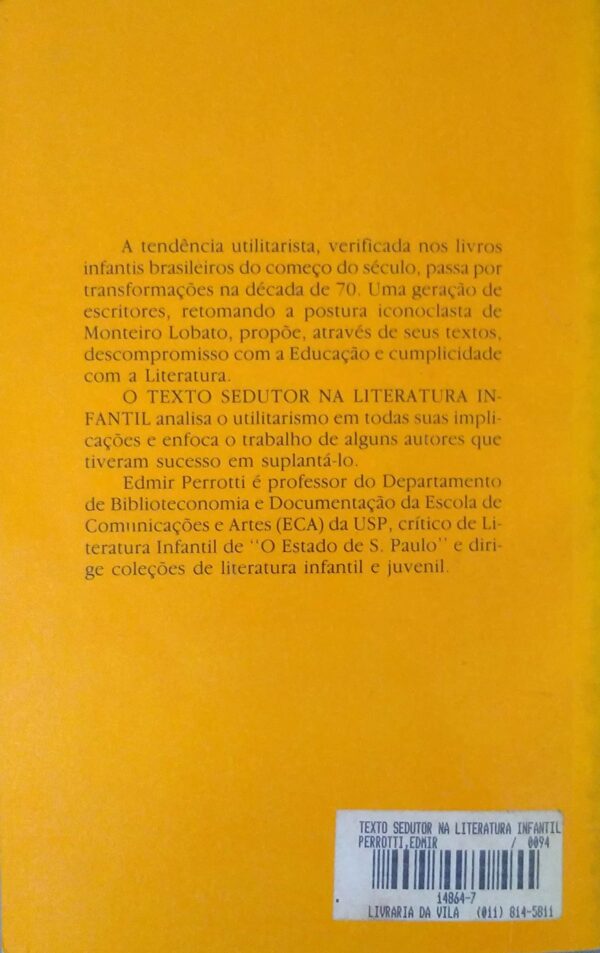 A tendência utilitarista, verificada nos livros
infantis brasileiros do começo do século, passa por
transformações na década de 70. Uma geração de
escritores, retomando a postura iconoclasta de
Monteiro Lobato, propõe, através de seus textos,
descompromisso com a Educação e cumplicidade
com a Literatura.
O TEXTO SEDUTOR NA LITERATURA IN-
FANTIL analisa o utilitarismo em todas suas impli-
cações e enfoca o trabalho de alguns autores que
tiveram sucesso em suplantá-lo.
Edmir Perrotti é professor do Departamento
de Biblioteconomia e Documentação da Escola de
Comunicações e Artes (ECA) da USP, crítico de Li-
teratura Infantil de "O Estado de S. Paulo" e diri-
ge coleções de literatura infantil e juvenil.
TEXTO SEDUTOR NA LITERATURA INFANTIL
PERROTTI,EDMIR / 0094
14864-7
LIVRARIA DA VILA (011) 814-5811